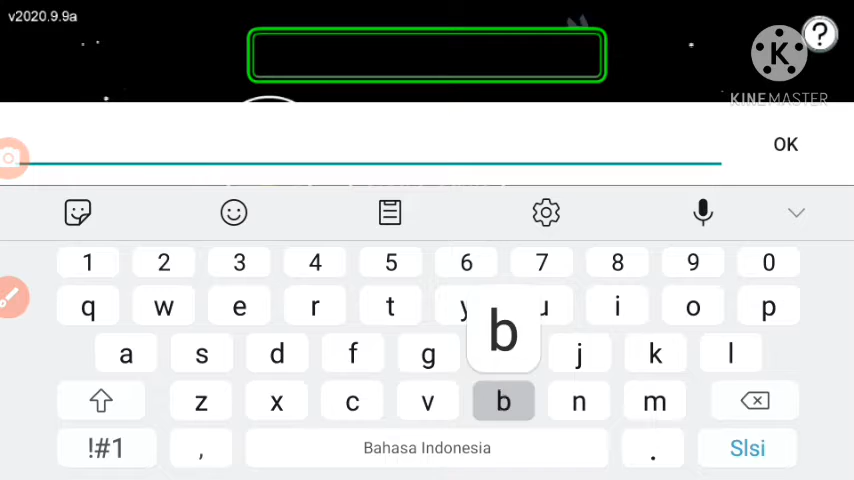 v2020.9.9a
?
K
KINEMASTER
OK
1 2 3 4 5 6 7 8 9 0
q w e r t y u i o p
b
a s d f g j k l
z x c v b n m
!#1 , Bahasa Indonesia . Slsi